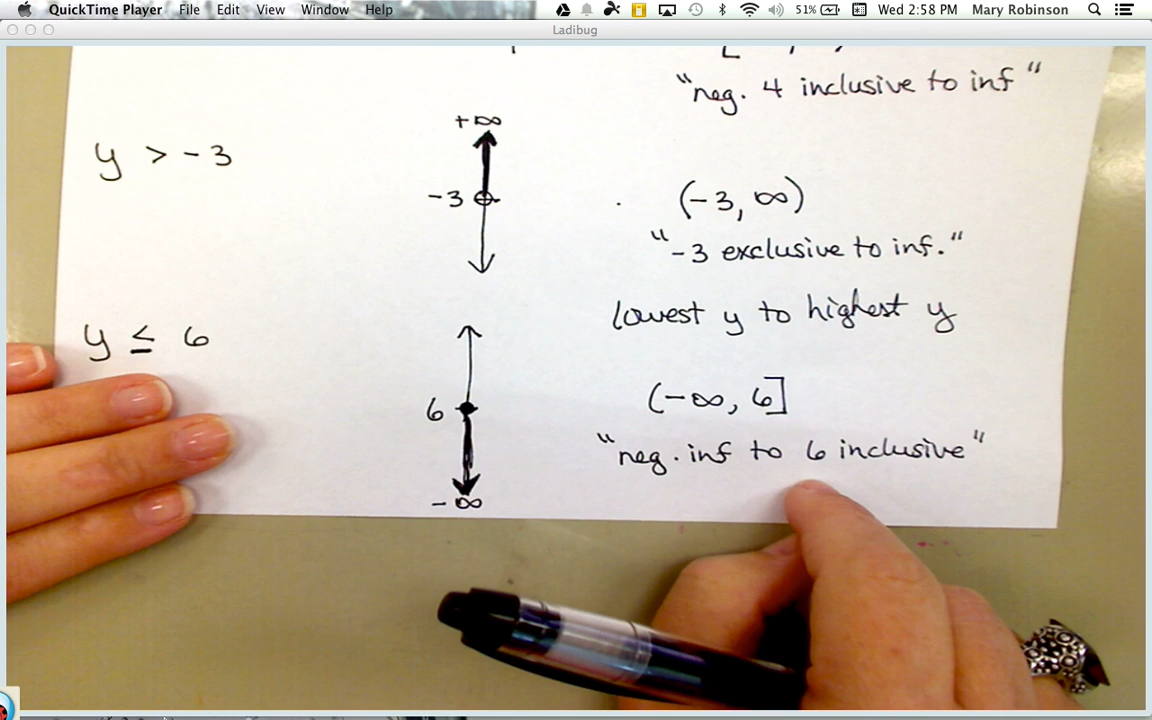 QuickTime Player File Edit View Window Help 51% Wed 2:58 PM Mary Robinson
Ladibug
"neg. 4 inclusive to inf"
y > -3
+∞
-3
(-3, ∞)
"-3 exclusive to inf."
lowest y to highest y
y ≤ 6
6
-∞
(-∞, 6]
"neg. inf to 6 inclusive"